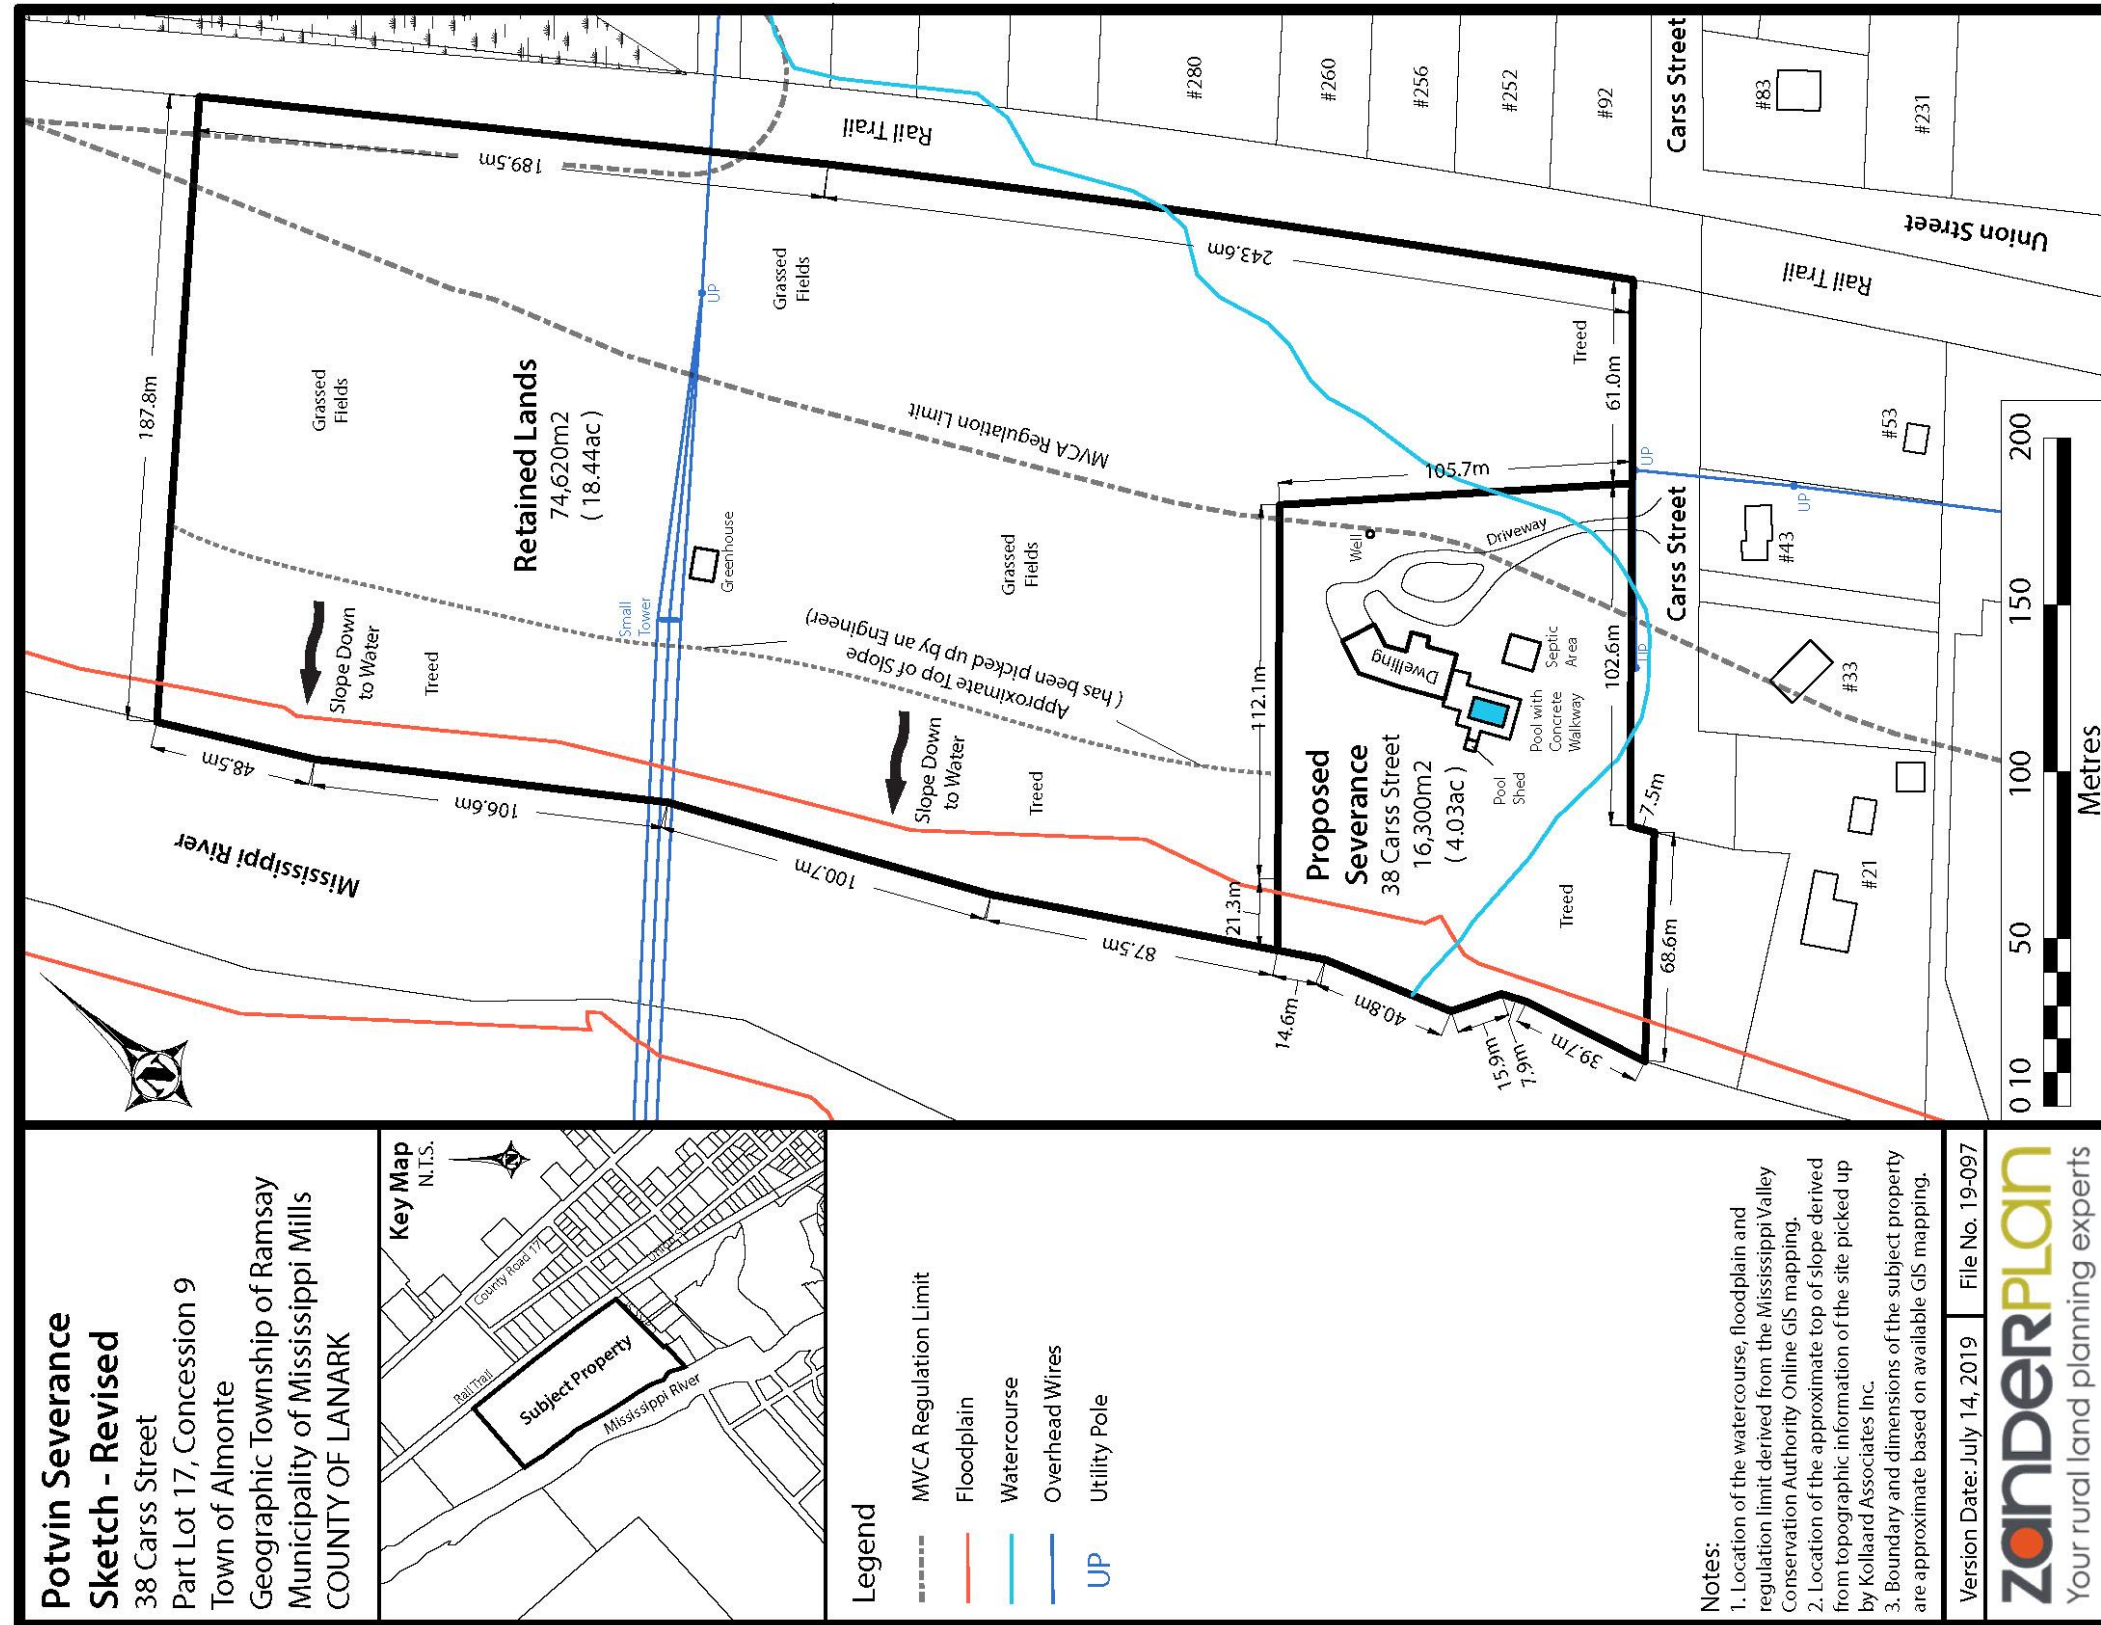 Potvin Severance
Sketch - Revised
38 Carss Street
Part Lot 17, Concession 9
Town of Almonte
Geographic Township of Ramsay
Municipality of Mississippi Mills
COUNTY OF LANARK
Key Map
N.T.S.
N
County Road 17
Union St
Rail Trail
Subject Property
Mississippi River
Legend
MVCA Regulation Limit
Floodplain
Watercourse
Overhead Wires
UP Utility Pole
Notes:
1. Location of the watercourse, floodplain and
regulation limit derived from the Mississippi Valley
Conservation Authority Online GIS mapping.
2. Location of the approximate top of slope derived
from topographic information of the site picked up
by Kollaard Associates Inc.
3. Boundary and dimensions of the subject property
are approximate based on available GIS mapping.
Version Date: July 14, 2019
File No. 19-097
ZANDERPLAN
Your rural land planning experts
N
Mississippi River
187.8m
189.5m
243.6m
48.5m
106.6m
100.7m
87.5m
Grassed
Fields
Retained Lands
74,620m2
( 18.44ac )
Slope Down
to Water
Treed
Small
Tower
Greenhouse
UP
Grassed
Fields
Rail Trail
MVCA Regulation Limit
Approximate Top of Slope
( has been picked up by an Engineer)
Slope Down
to Water
Treed
Grassed
Fields
Treed
61.0m
105.7m
112.1m
21.3m
102.6m
7.5m
68.6m
14.6m
40.8m
15.9m
7.9m
39.7m
Proposed
Severance
38 Carss Street
16,300m2
( 4.03ac )
Well
Driveway
Dwelling
Septic
Area
Pool with
Concrete
Walkway
Pool
Shed
Treed
UP
UP
UP
Carss Street
Carss Street
Union Street
Rail Trail
#280
#260
#256
#252
#92
#83
#231
#53
#43
#33
#21
0 10 50 100 150 200
Metres